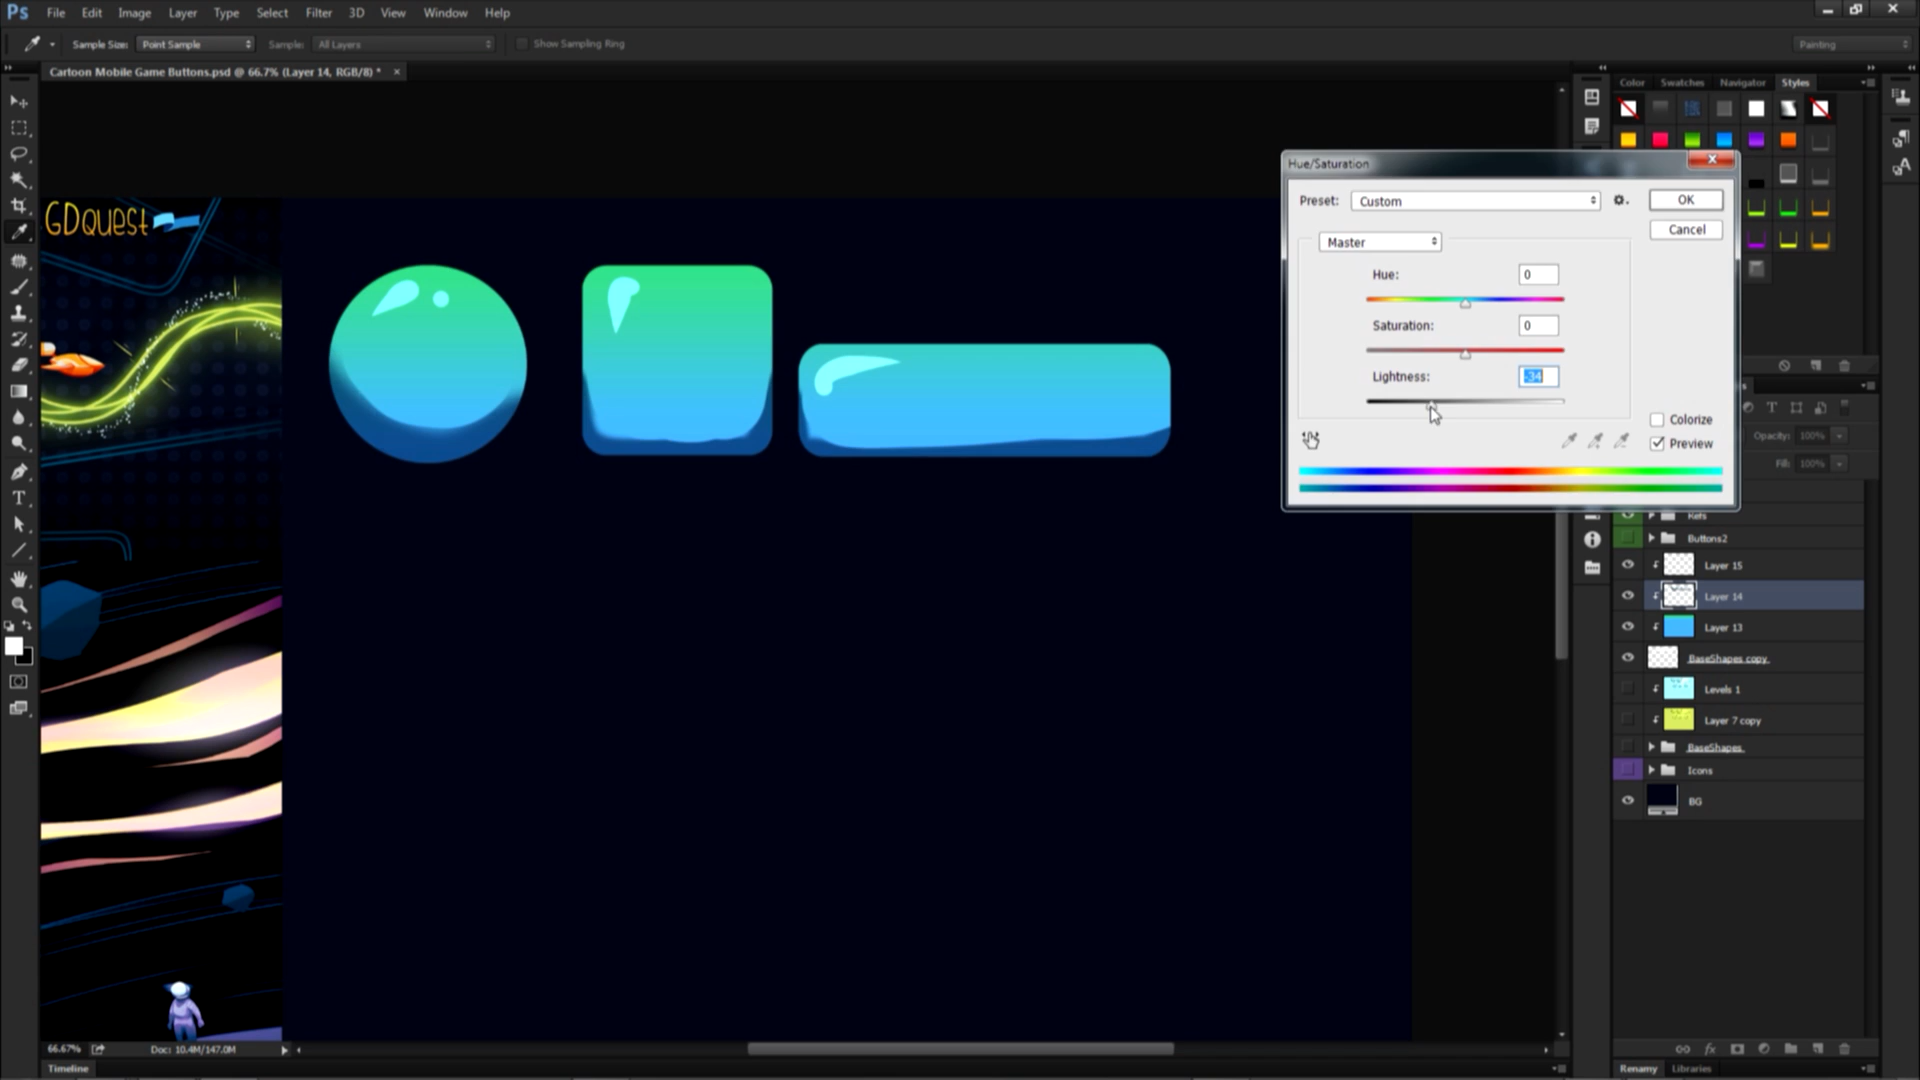 Ps File Edit Image Layer Type Select Filter 3D View Window Help
Sample Size: Point Sample Sample: All Layers Show Sampling Ring Painting
Cartoon Mobile Game Buttons.psd @ 66.7% (Layer 14, RGB/8) * ×
Color Swatches Navigator Styles
GDquest
Hue/Saturation
Preset: Custom OK
Cancel
Master
Hue: 0
Saturation: 0
Lightness: -34
Colorize
Preview
Opacity: 100%
Fill: 100%
Refs
Buttons2
Layer 15
Layer 14
Layer 13
BaseShapes copy
Levels 1
Layer 7 copy
BaseShapes
Icons
BG
66.67% Doc: 10.4M/147.0M
Timeline
Renamy Libraries